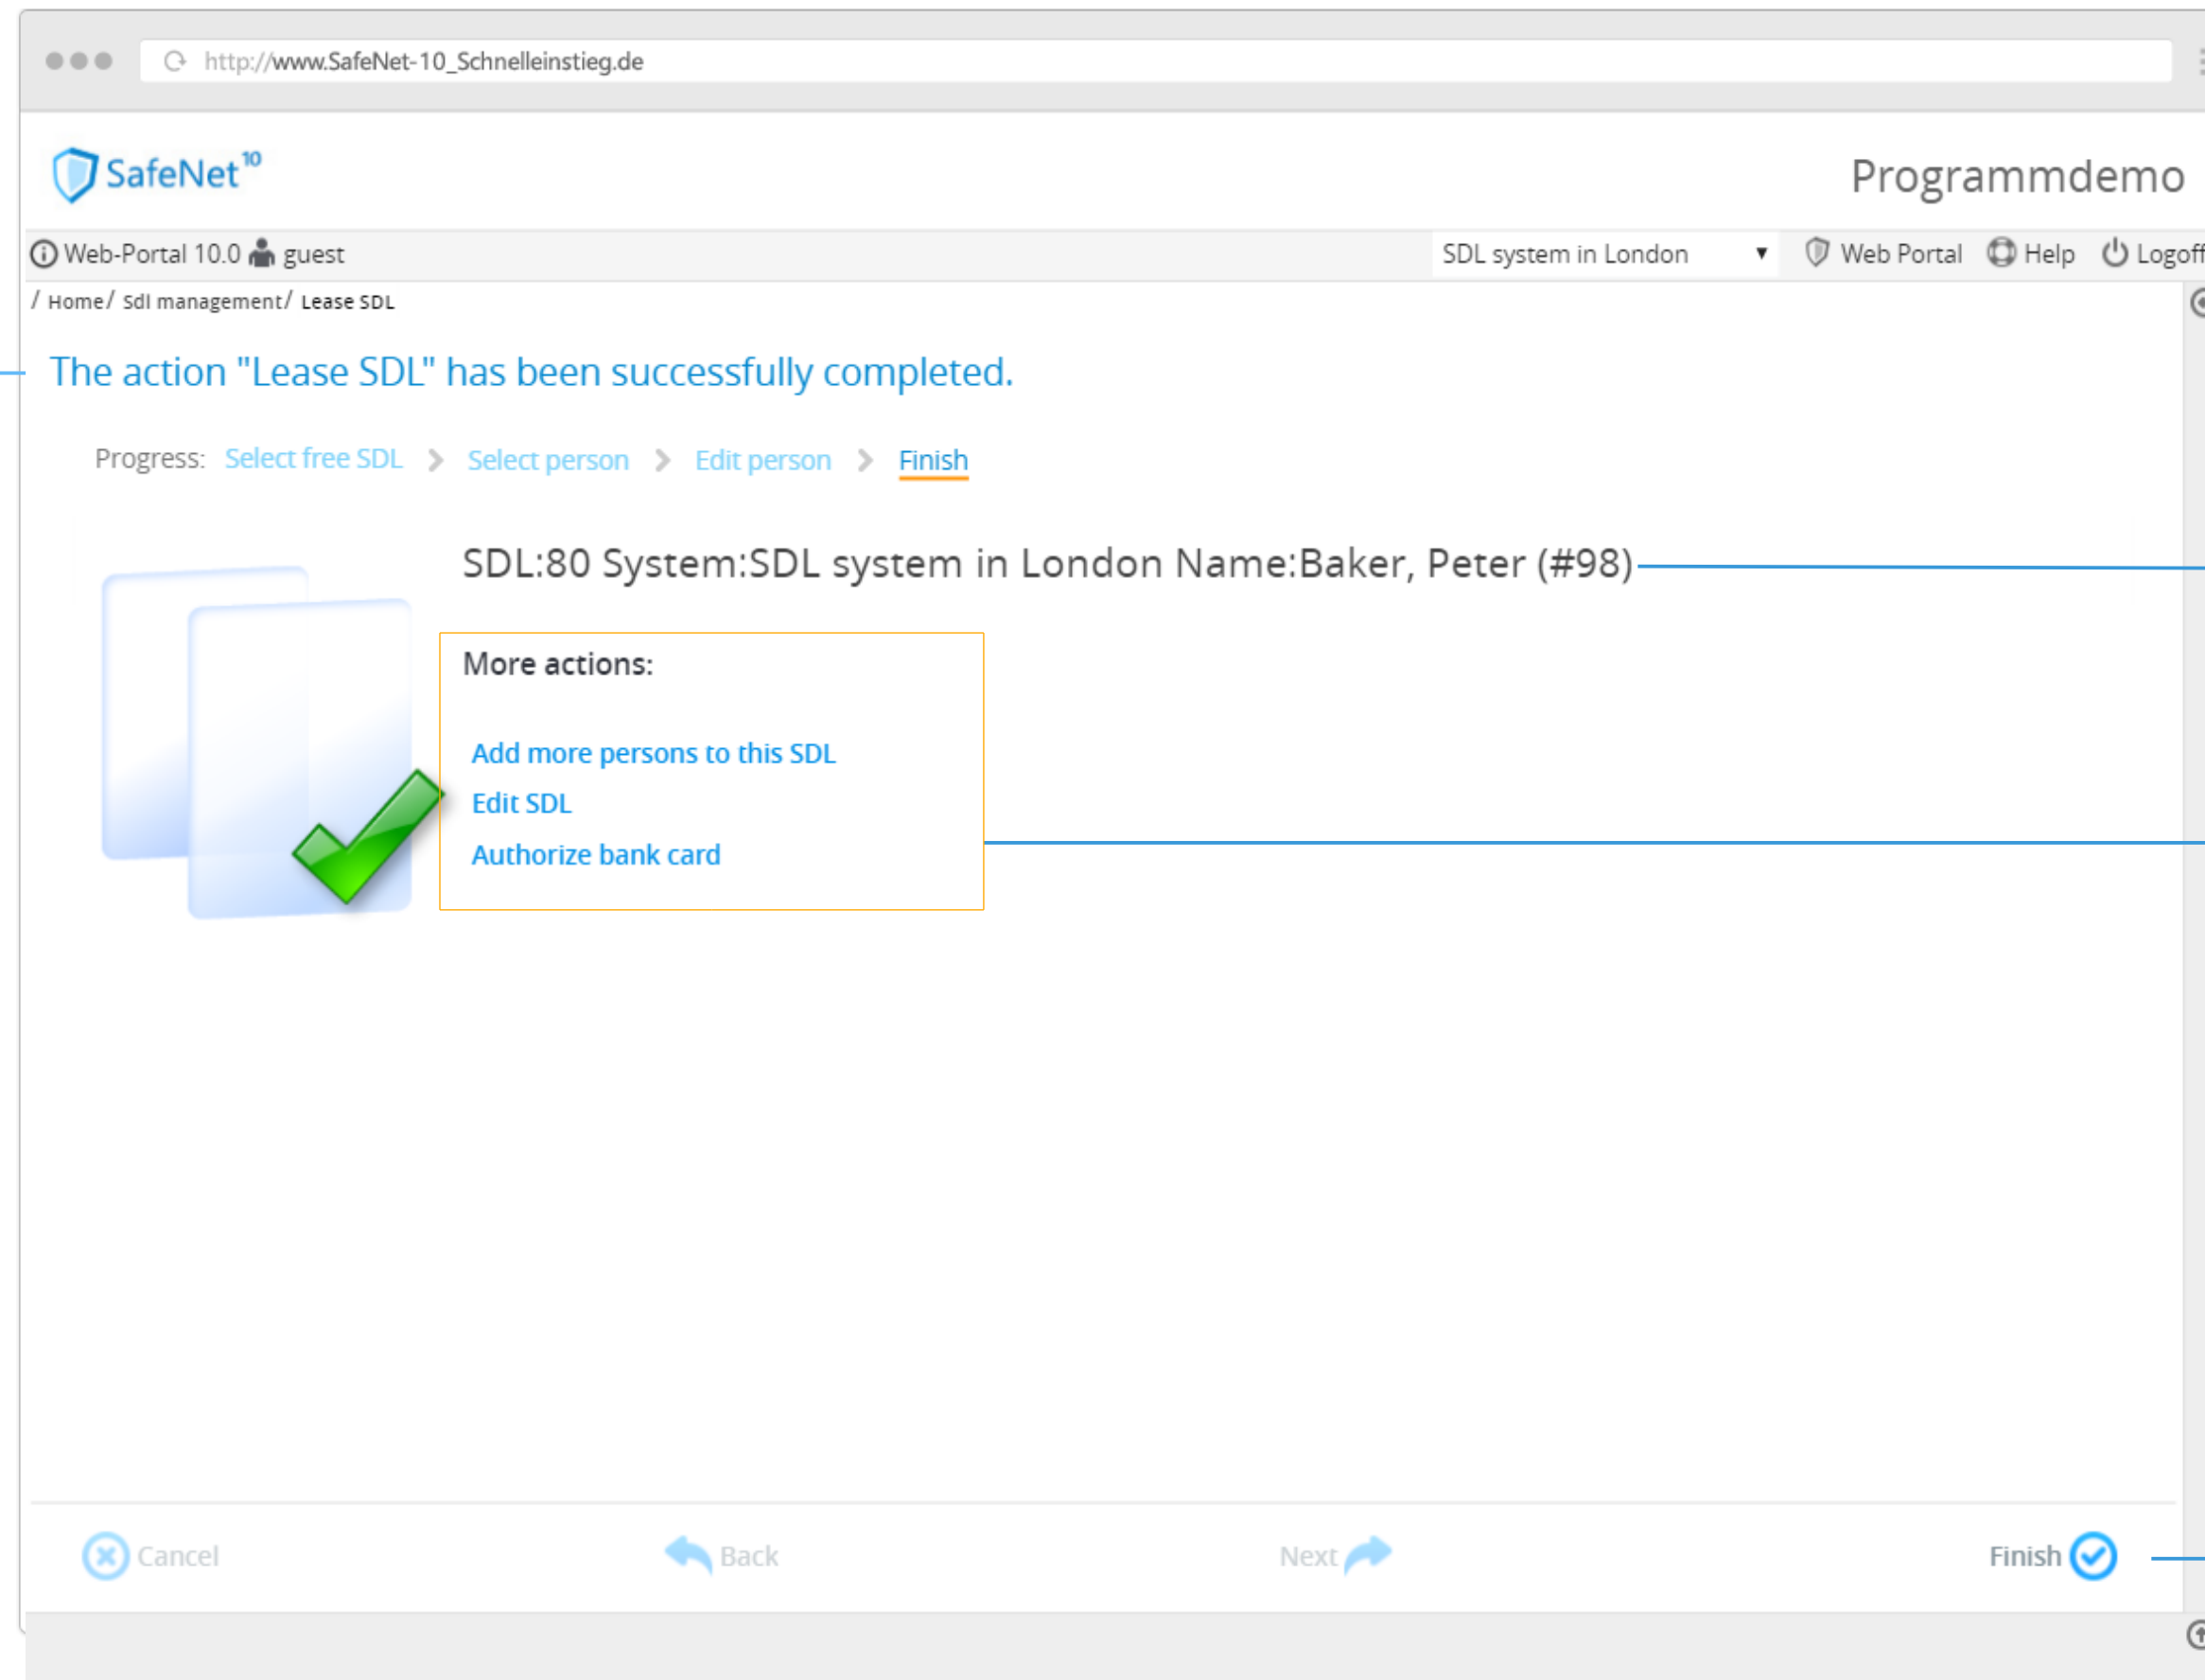 http://www.SafeNet-10_Schnelleinstieg.de
SafeNet 10
Programmdemo
Web-Portal 10.0 guest SDL system in London Web Portal Help Logoff
/ Home/ Sdl management/ Lease SDL
The action "Lease SDL" has been successfully completed.
Progress: Select free SDL > Select person > Edit person > Finish
SDL:80 System:SDL system in London Name:Baker, Peter (#98)
More actions:
Add more persons to this SDL
Edit SDL
Authorize bank card
Cancel Back Next Finish